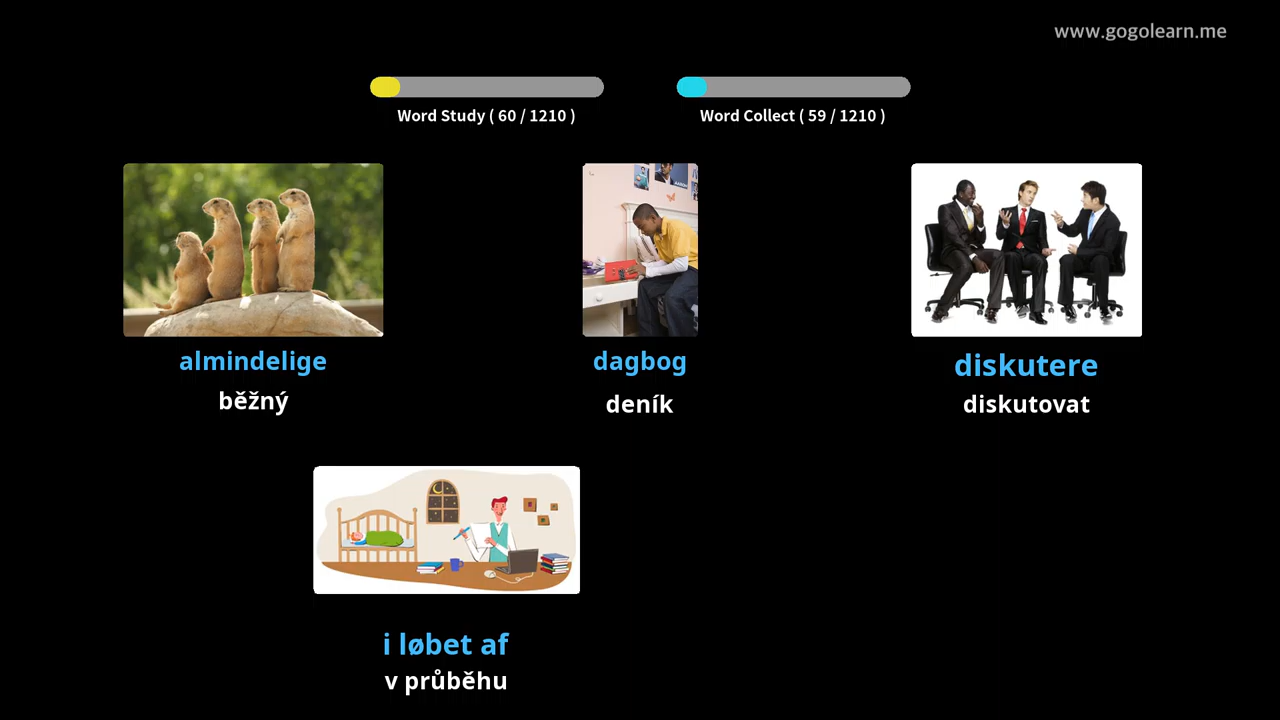 www.gogolearn.me
Word Study ( 60 / 1210 )
Word Collect ( 59 / 1210 )
almindelige
běžný
dagbog
deník
diskutere
diskutovat
i løbet af
v průběhu